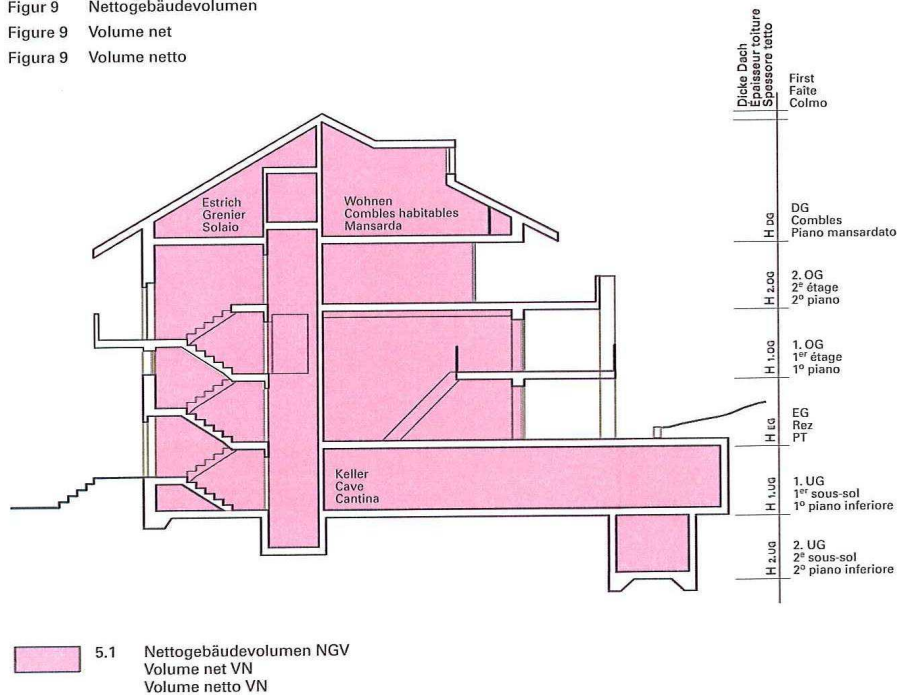 Figur 9 Nettogebäudevolumen
Figure 9 Volume net
Figura 9 Volume netto
Dicke Dach
Épaisseur toiture
Spessore tetto
First
Faîte
Colmo
Estrich
Grenier
Solaio
Wohnen
Combles habitables
Mansarda
H DG
DG
Combles
Piano mansardato
H 2.OG
2. OG
2e étage
2o piano
H 1.OG
1. OG
1er étage
1o piano
H EG
EG
Rez
PT
Keller
Cave
Cantina
H 1.UG
1. UG
1er sous-sol
1o piano inferiore
H 2.UG
2. UG
2e sous-sol
2o piano inferiore
5.1 Nettogebäudevolumen NGV
Volume net VN
Volume netto VN